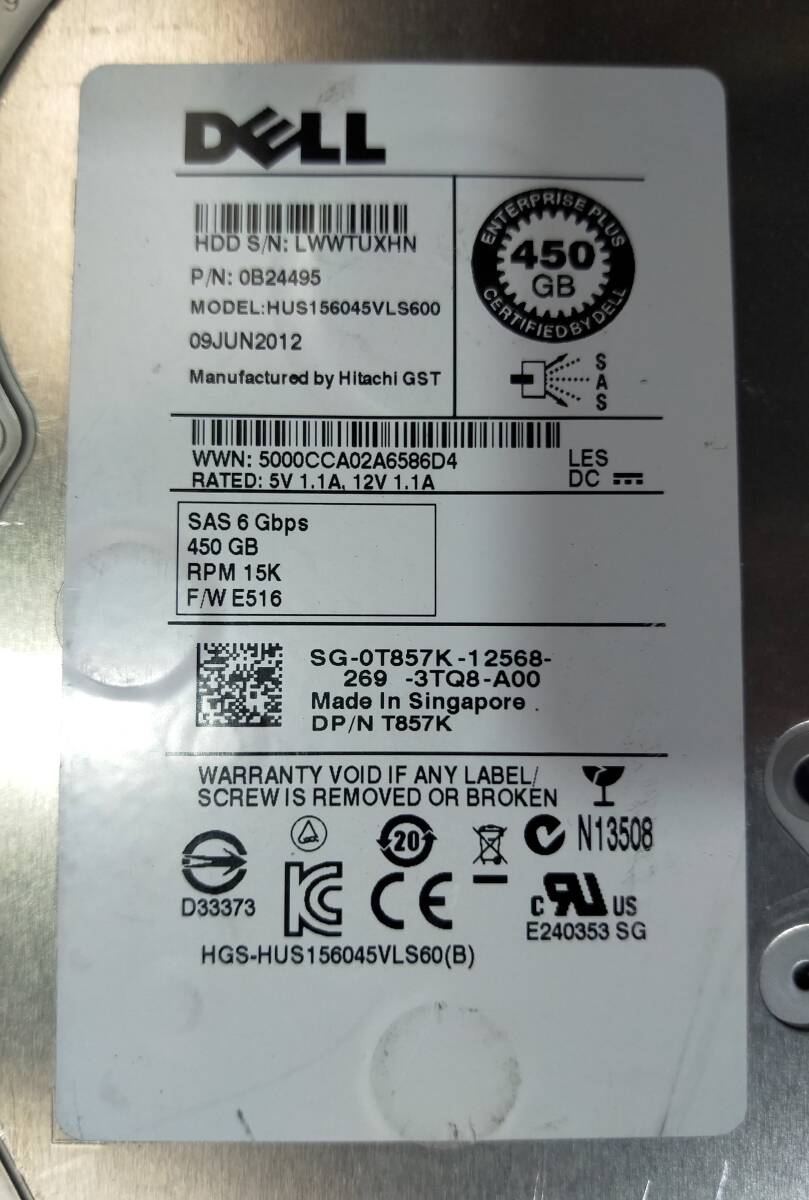 DELL
HDD S/N: LWWTUXHN
P/N: 0B24495
MODEL:HUS156045VLS600
09JUN2012
Manufactured by Hitachi GST
ENTERPRISE PLUS
450
GB
CERTIFIED BY DELL
S
A
S
WWN: 5000CCA02A6586D4
RATED: 5V 1.1A, 12V 1.1A
LES
DC
SAS 6 Gbps
450 GB
RPM 15K
F/W E516
SG-0T857K-12568-
269 -3TQ8-A00
Made In Singapore .
DP/N T857K
WARRANTY VOID IF ANY LABEL/
SCREW IS REMOVED OR BROKEN
20
N13508
D33373
CE
c RU US
E240353 SG
HGS-HUS156045VLS60(B)